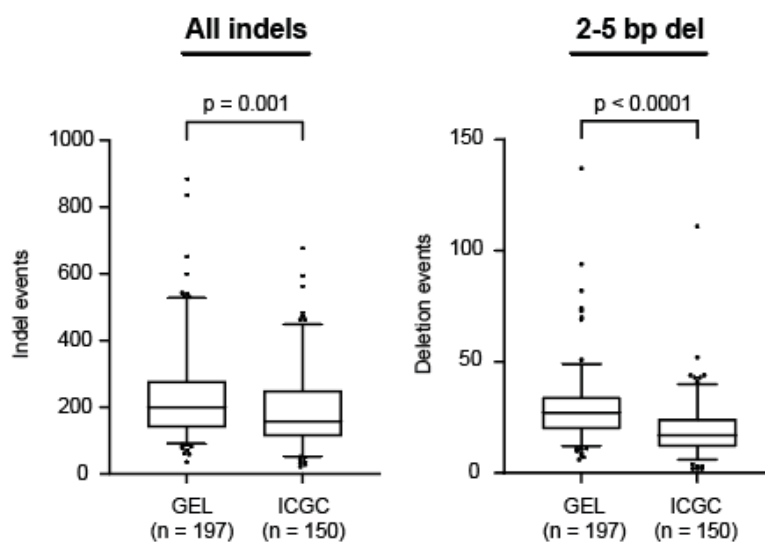 All indels
p = 0.001
1000
800
600
400
200
0
Indel events
GEL
(n = 197)
ICGC
(n = 150)
2-5 bp del
p < 0.0001
150
100
50
0
Deletion events
GEL
(n = 197)
ICGC
(n = 150)